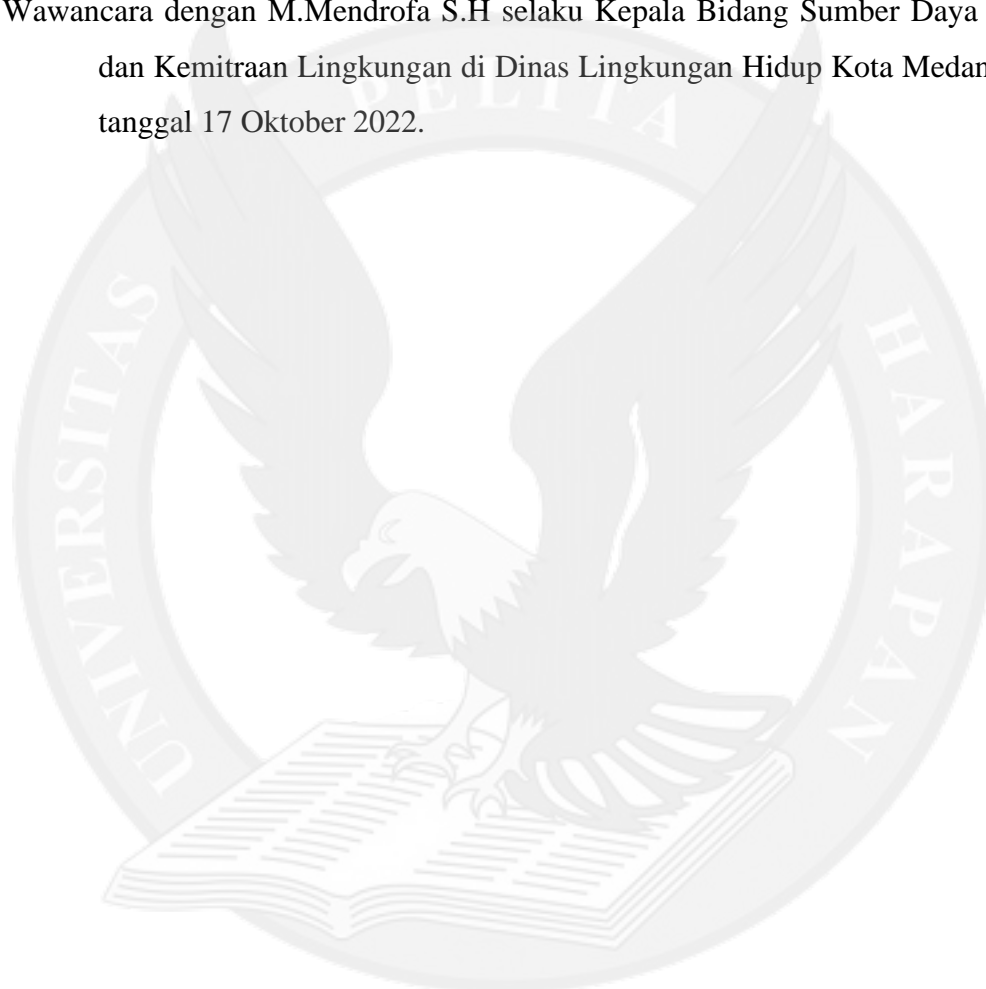 Wawancara dengan M.Mendrofa S.H selaku Kepala Bidang Sumber Daya
dan Kemitraan Lingkungan di Dinas Lingkungan Hidup Kota Medan
tanggal 17 Oktober 2022.
UNIVERSITAS PELITA HARAPAN